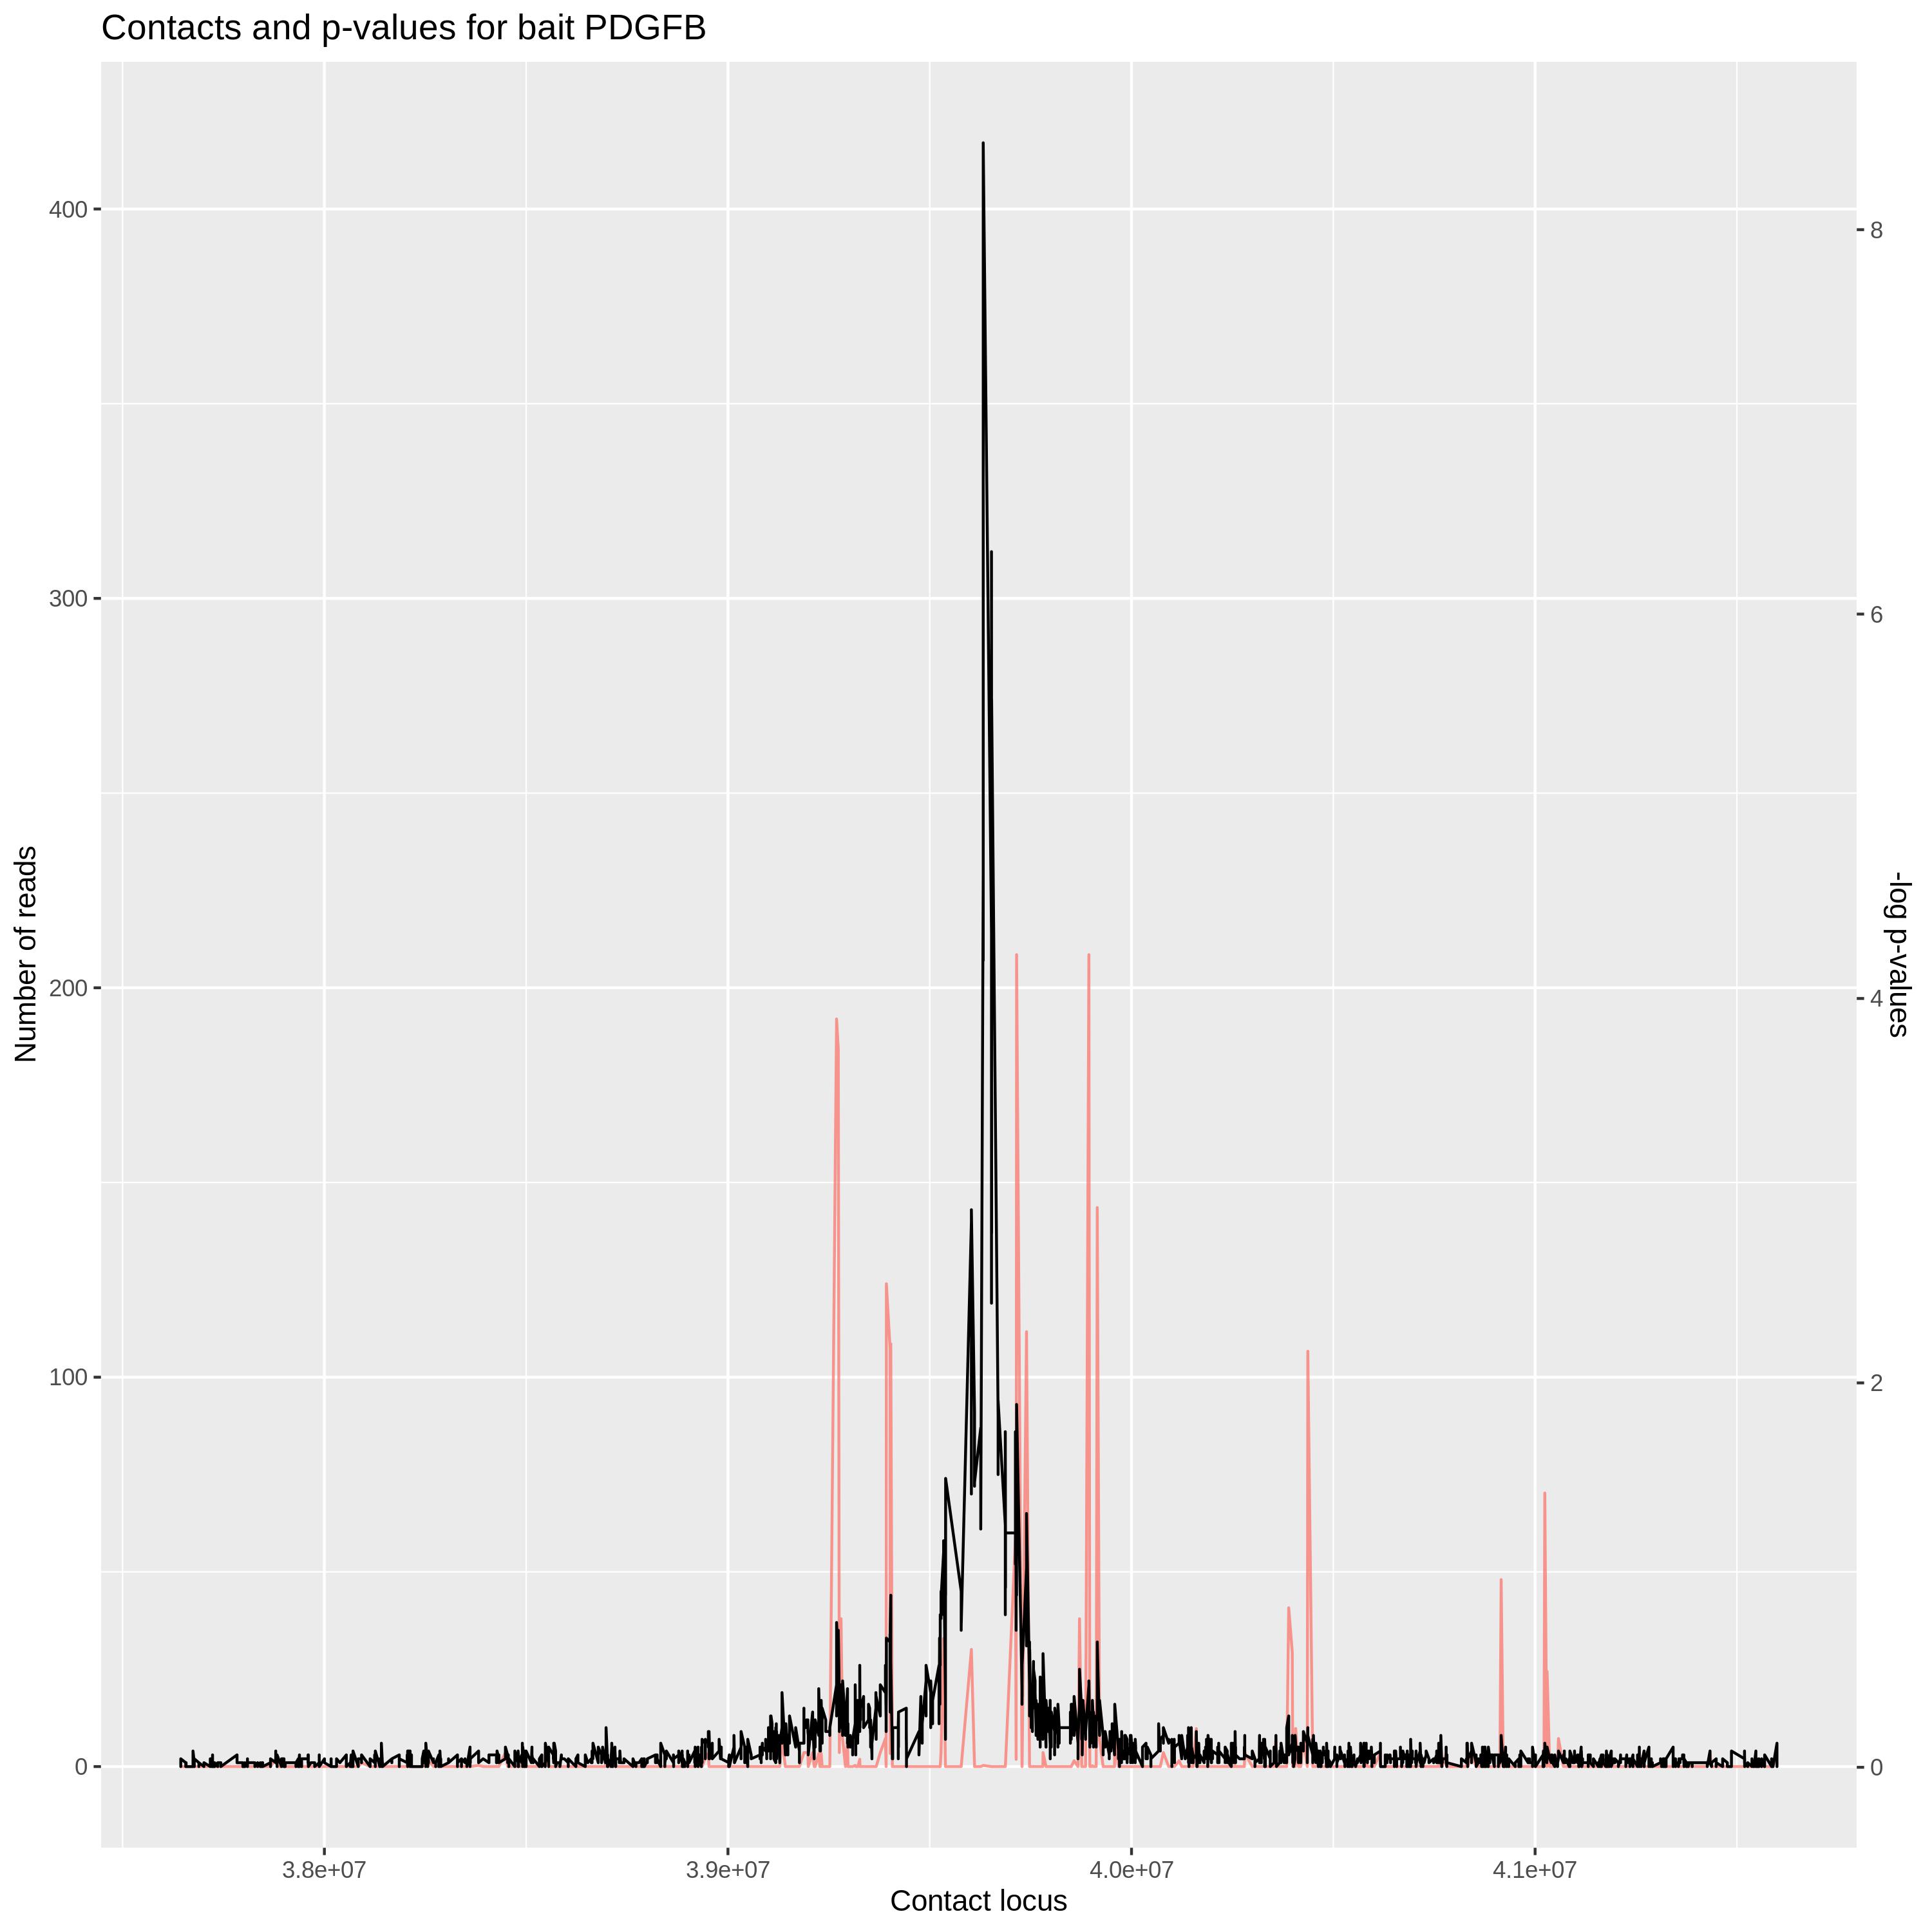 Contacts and p-values for bait PDGFB
Number of reads
400
300
200
100
0
8
6
4
2
0
-log p-values
3.8e+07
3.9e+07
4.0e+07
4.1e+07
Contact locus